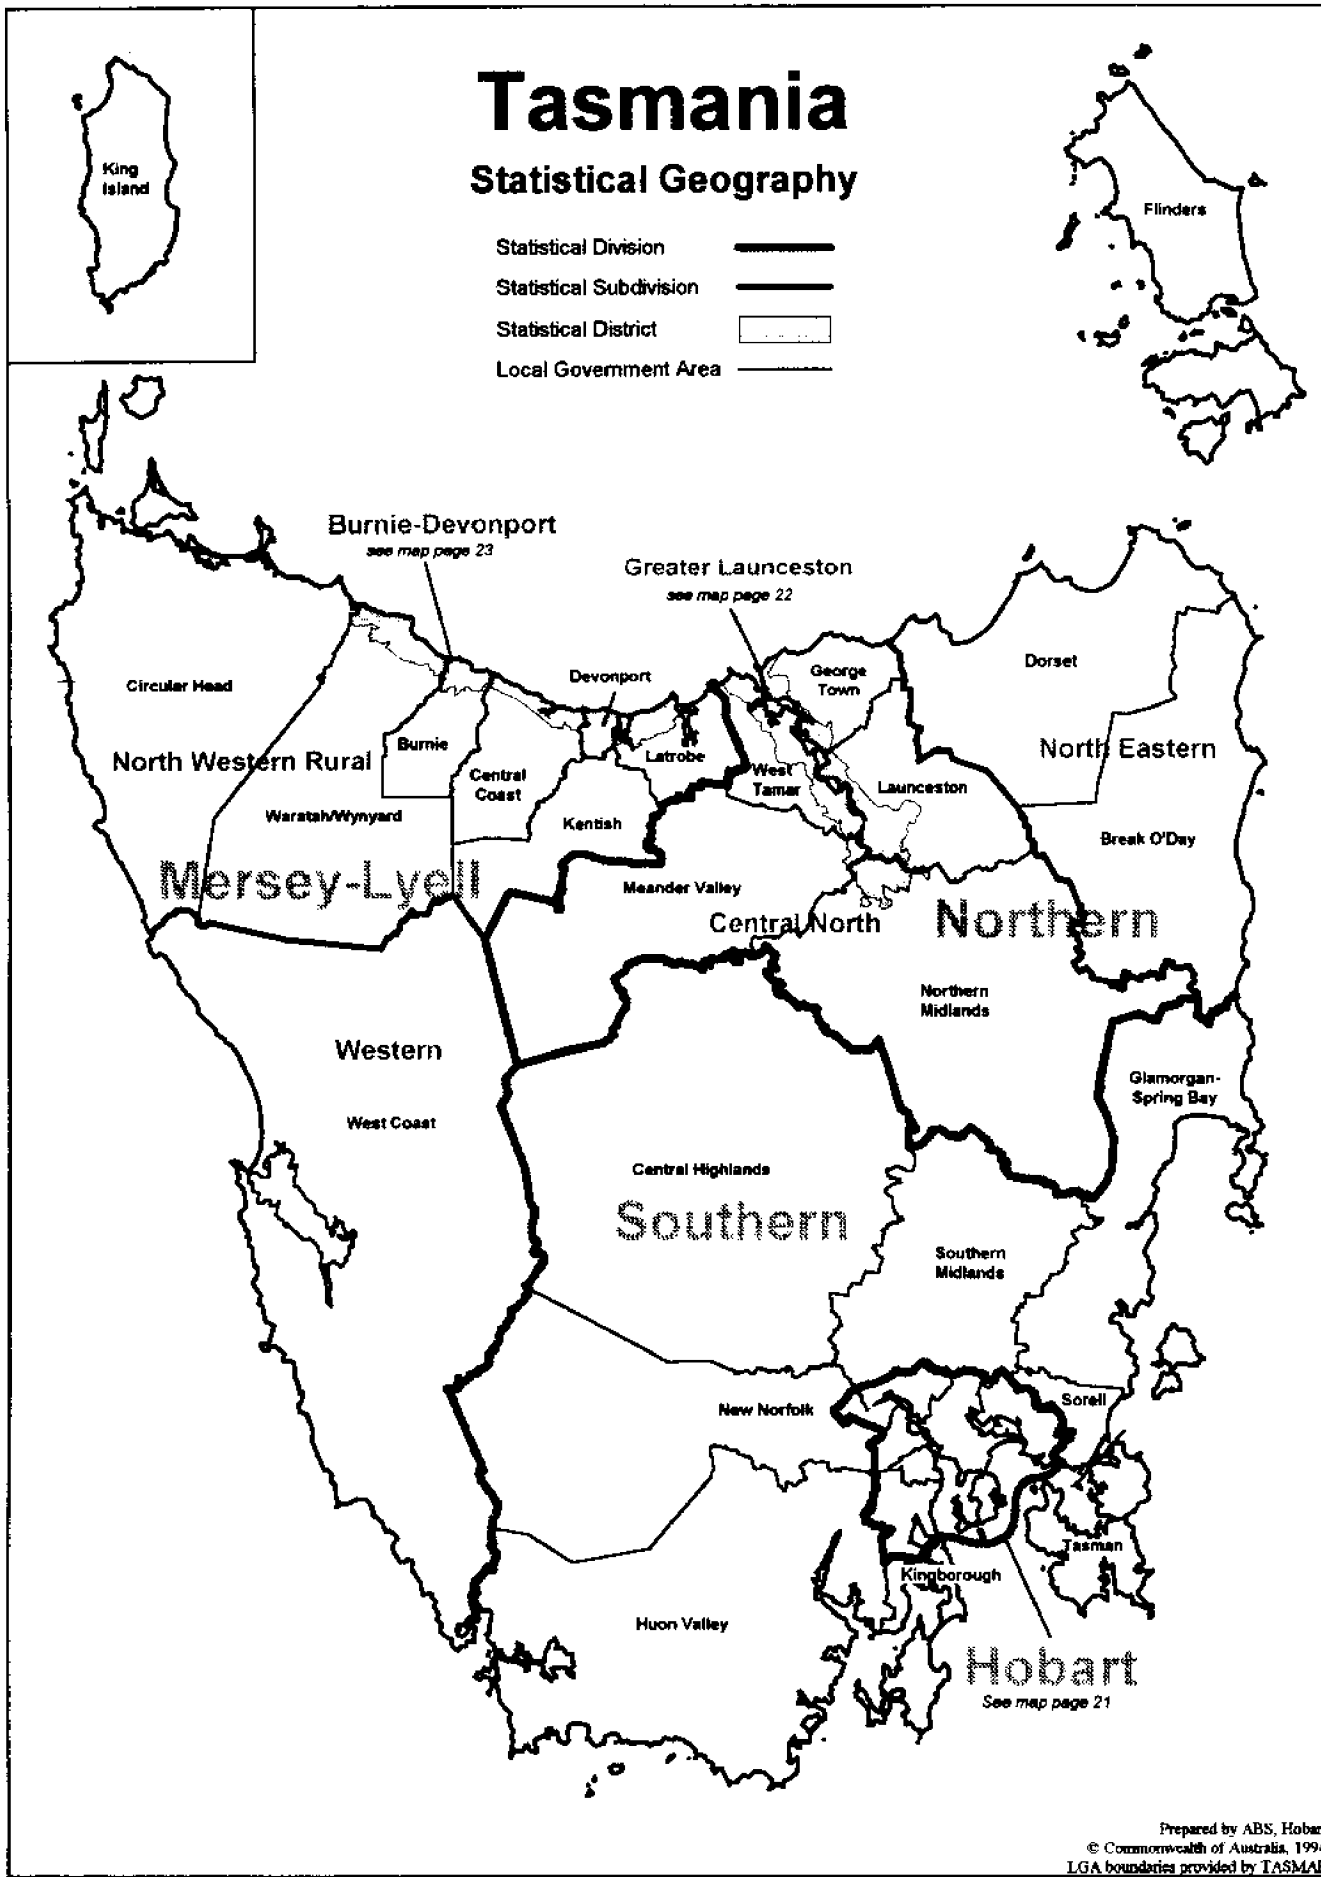 Tasmania
Statistical Geography
Statistical Division
Statistical Subdivision
Statistical District
Local Government Area
King
Island
Flinders
Burnie-Devonport
see map page 23
Greater Launceston
see map page 22
Circular Head
Devonport
George
Town
Dorset
North Western Rural
Burnie
Latrobe
North Eastern
Central
Coast
West
Tamar
Launceston
Waratah/Wynyard
Kentish
Break O'Day
Mersey-Lyell
Meander Valley
Central North
Northern
Northern
Midlands
Western
West Coast
Glamorgan-
Spring Bay
Central Highlands
Southern
Southern
Midlands
New Norfolk
Sorell
Tasman
Kingborough
Huon Valley
Hobart
See map page 21
Prepared by ABS, Hobar
© Commonwealth of Australia, 199
LGA boundaries provided by TASMA